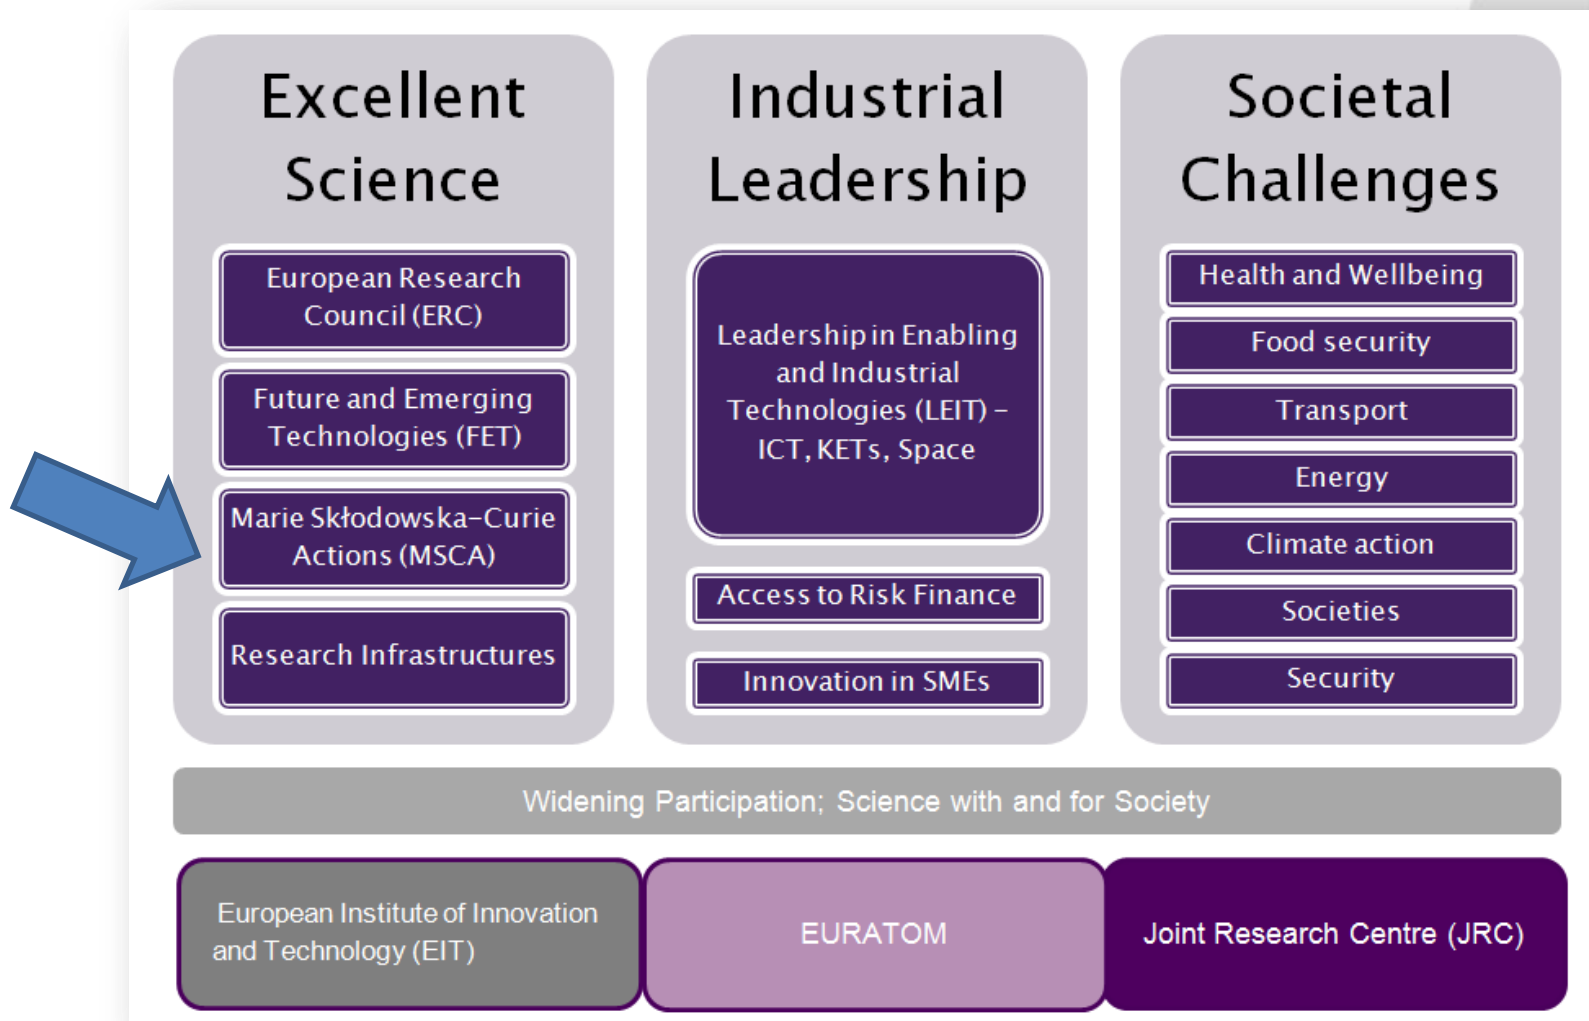 Excellent
Science
European Research
Council (ERC)
Future and Emerging
Technologies (FET)
Marie Skłodowska-Curie
Actions (MSCA)
Research Infrastructures
Industrial
Leadership
Leadership in Enabling
and Industrial
Technologies (LEIT) –
ICT, KETs, Space
Access to Risk Finance
Innovation in SMEs
Societal
Challenges
Health and Wellbeing
Food security
Transport
Energy
Climate action
Societies
Security
Widening Participation; Science with and for Society
European Institute of Innovation
and Technology (EIT)
EURATOM
Joint Research Centre (JRC)